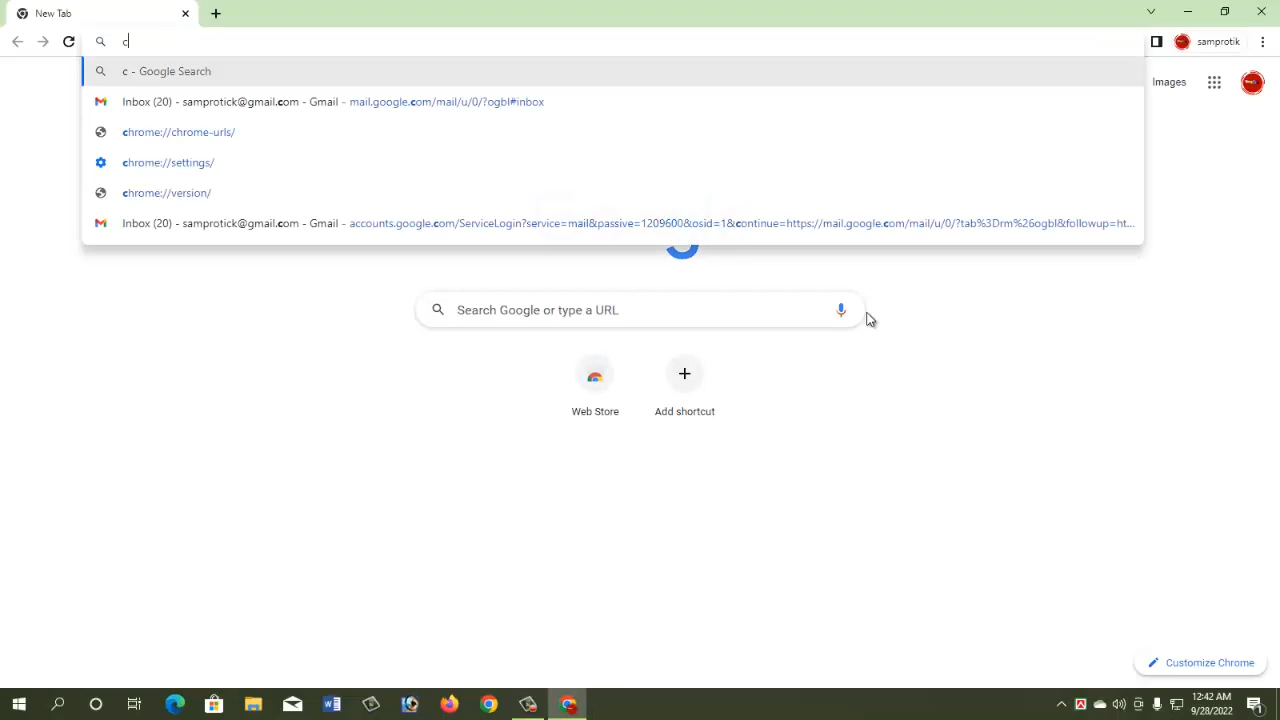 New Tab
c
samprotik
c - Google Search
Images
Inbox (20) - samprotick@gmail.com - Gmail - mail.google.com/mail/u/0/?ogbl#inbox
chrome://chrome-urls/
chrome://settings/
chrome://version/
Inbox (20) - samprotick@gmail.com - Gmail - accounts.google.com/ServiceLogin?service=mail&passive=1209600&osid=1&continue=https://mail.google.com/mail/u/0/?tab%3Drm%26ogbl&followup=ht...
Search Google or type a URL
Web Store
Add shortcut
Customize Chrome
12:42 AM
9/28/2022